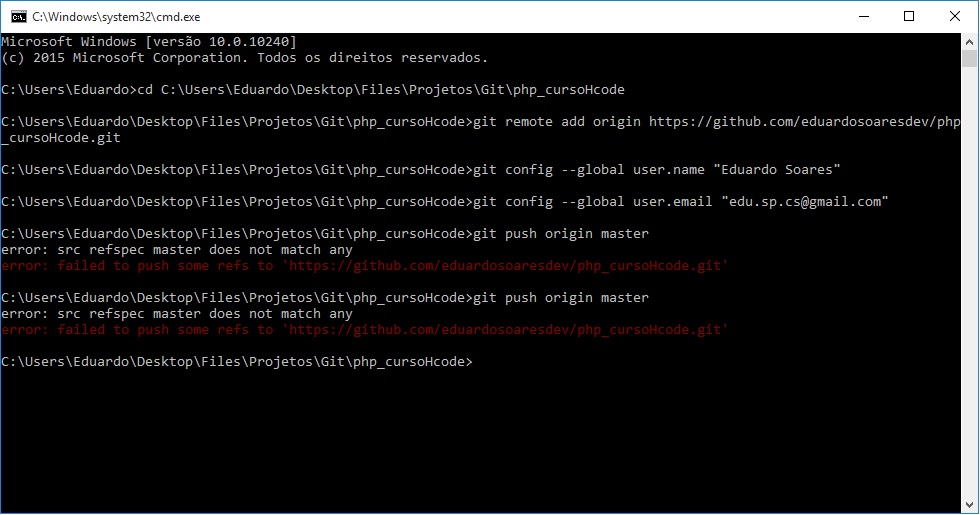 C:\Windows\system32\cmd.exe
Microsoft Windows [versão 10.0.10240]
(c) 2015 Microsoft Corporation. Todos os direitos reservados.
C:\Users\Eduardo>cd C:\Users\Eduardo\Desktop\Files\Projetos\Git\php_cursoHcode
C:\Users\Eduardo\Desktop\Files\Projetos\Git\php_cursoHcode>git remote add origin https://github.com/eduardosoaresdev/php
_cursoHcode.git
C:\Users\Eduardo\Desktop\Files\Projetos\Git\php_cursoHcode>git config --global user.name "Eduardo Soares"
C:\Users\Eduardo\Desktop\Files\Projetos\Git\php_cursoHcode>git config --global user.email "edu.sp.cs@gmail.com"
C:\Users\Eduardo\Desktop\Files\Projetos\Git\php_cursoHcode>git push origin master
error: src refspec master does not match any
error: failed to push some refs to 'https://github.com/eduardosoaresdev/php_cursoHcode.git'
C:\Users\Eduardo\Desktop\Files\Projetos\Git\php_cursoHcode>git push origin master
error: src refspec master does not match any
error: failed to push some refs to 'https://github.com/eduardosoaresdev/php_cursoHcode.git'
C:\Users\Eduardo\Desktop\Files\Projetos\Git\php_cursoHcode>